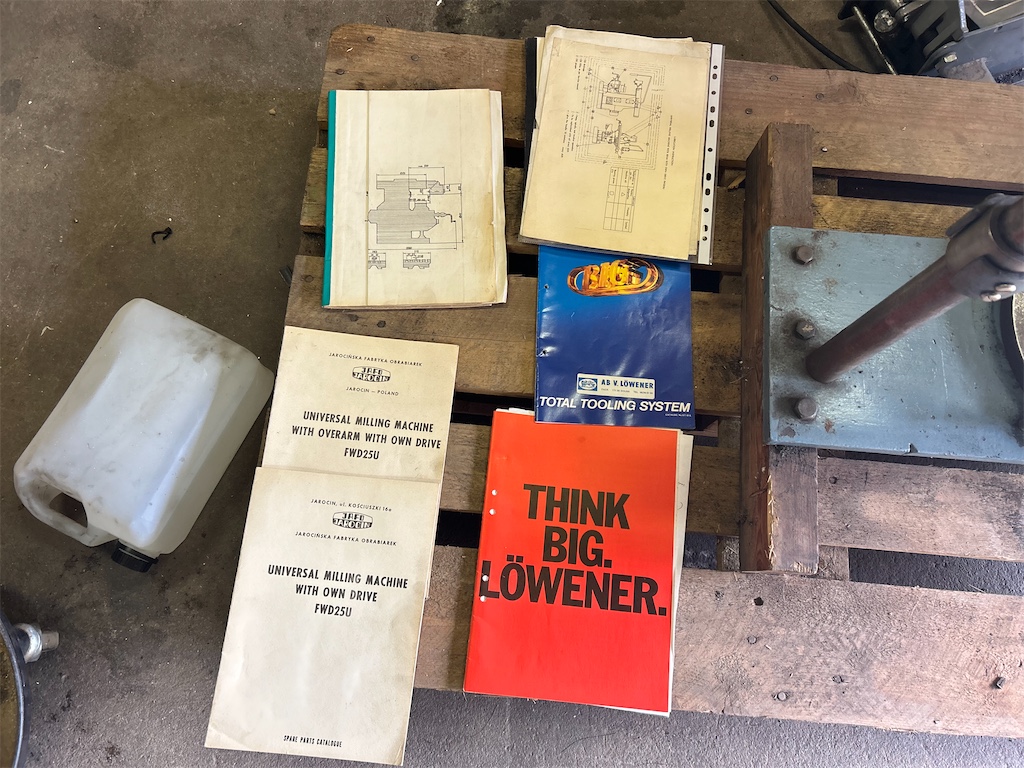 AB V. LÖWENER
TOTAL TOOLING SYSTEM
JAROCIŃSKA FABRYKA OBRABIAREK
JAFO
JAROCIN
JAROCIN — POLAND
UNIVERSAL MILLING MACHINE
WITH OVERARM WITH OWN DRIVE
FWD25U
THINK
BIG.
LÖWENER.
JAROCIN, ul. KOŚCIUSZKI 16a
JAFO
JAROCIN
JAROCIŃSKA FABRYKA OBRABIAREK
UNIVERSAL MILLING MACHINE
WITH OWN DRIVE
FWD25U
SPARE PARTS CATALOGUE